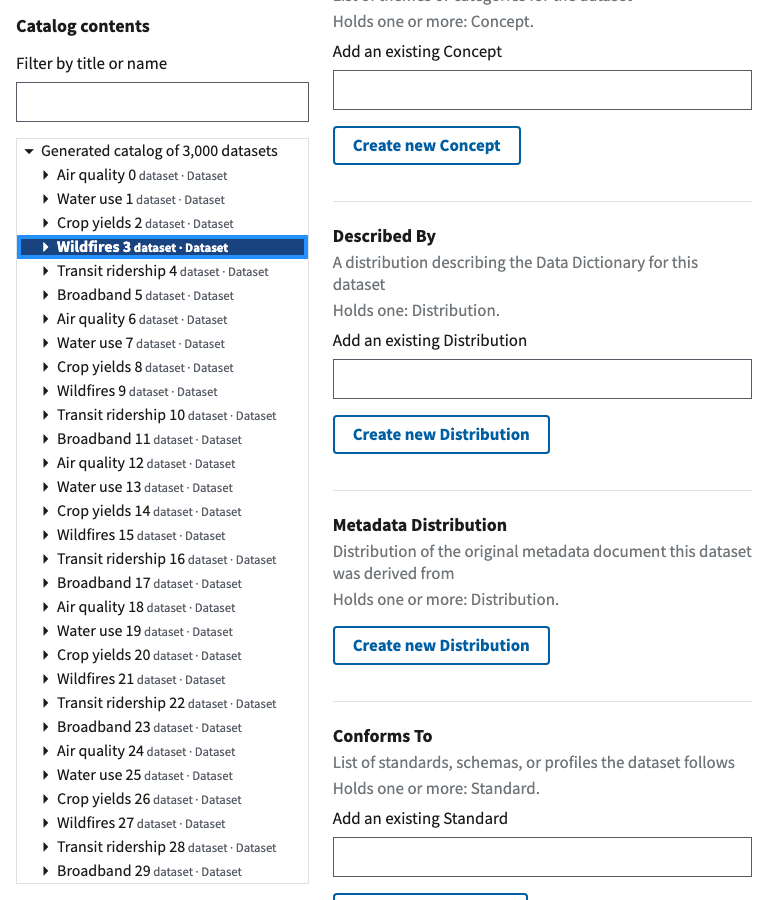 Catalog contents
Filter by title or name
Generated catalog of 3,000 datasets
Air quality 0 dataset · Dataset
Water use 1 dataset · Dataset
Crop yields 2 dataset · Dataset
Wildfires 3 dataset · Dataset
Transit ridership 4 dataset · Dataset
Broadband 5 dataset · Dataset
Air quality 6 dataset · Dataset
Water use 7 dataset · Dataset
Crop yields 8 dataset · Dataset
Wildfires 9 dataset · Dataset
Transit ridership 10 dataset · Dataset
Broadband 11 dataset · Dataset
Air quality 12 dataset · Dataset
Water use 13 dataset · Dataset
Crop yields 14 dataset · Dataset
Wildfires 15 dataset · Dataset
Transit ridership 16 dataset · Dataset
Broadband 17 dataset · Dataset
Air quality 18 dataset · Dataset
Water use 19 dataset · Dataset
Crop yields 20 dataset · Dataset
Wildfires 21 dataset · Dataset
Transit ridership 22 dataset · Dataset
Broadband 23 dataset · Dataset
Air quality 24 dataset · Dataset
Water use 25 dataset · Dataset
Crop yields 26 dataset · Dataset
Wildfires 27 dataset · Dataset
Transit ridership 28 dataset · Dataset
Broadband 29 dataset · Dataset
Holds one or more: Concept.
Add an existing Concept
Create new Concept
Described By
A distribution describing the Data Dictionary for this
dataset
Holds one: Distribution.
Add an existing Distribution
Create new Distribution
Metadata Distribution
Distribution of the original metadata document this dataset
was derived from
Holds one or more: Distribution.
Create new Distribution
Conforms To
List of standards, schemas, or profiles the dataset follows
Holds one or more: Standard.
Add an existing Standard